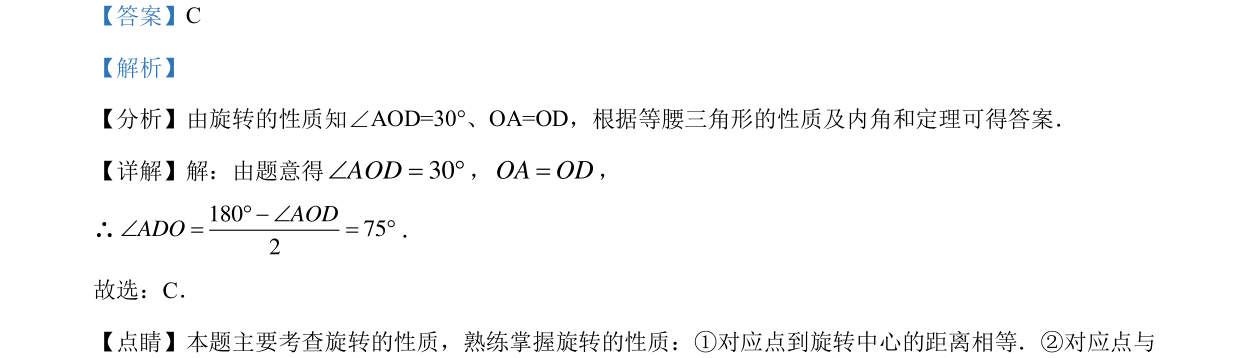 【答案】C
【解析】
【分析】由旋转的性质知∠AOD=30°、OA=OD，根据等腰三角形的性质及内角和定理可得答案．
【详解】解：由题意得∠AOD = 30°，OA = OD，
∴ ∠ADO = (180° − ∠AOD)/2 = 75°．
故选：C．
【点睛】本题主要考查旋转的性质，熟练掌握旋转的性质：①对应点到旋转中心的距离相等．②对应点与